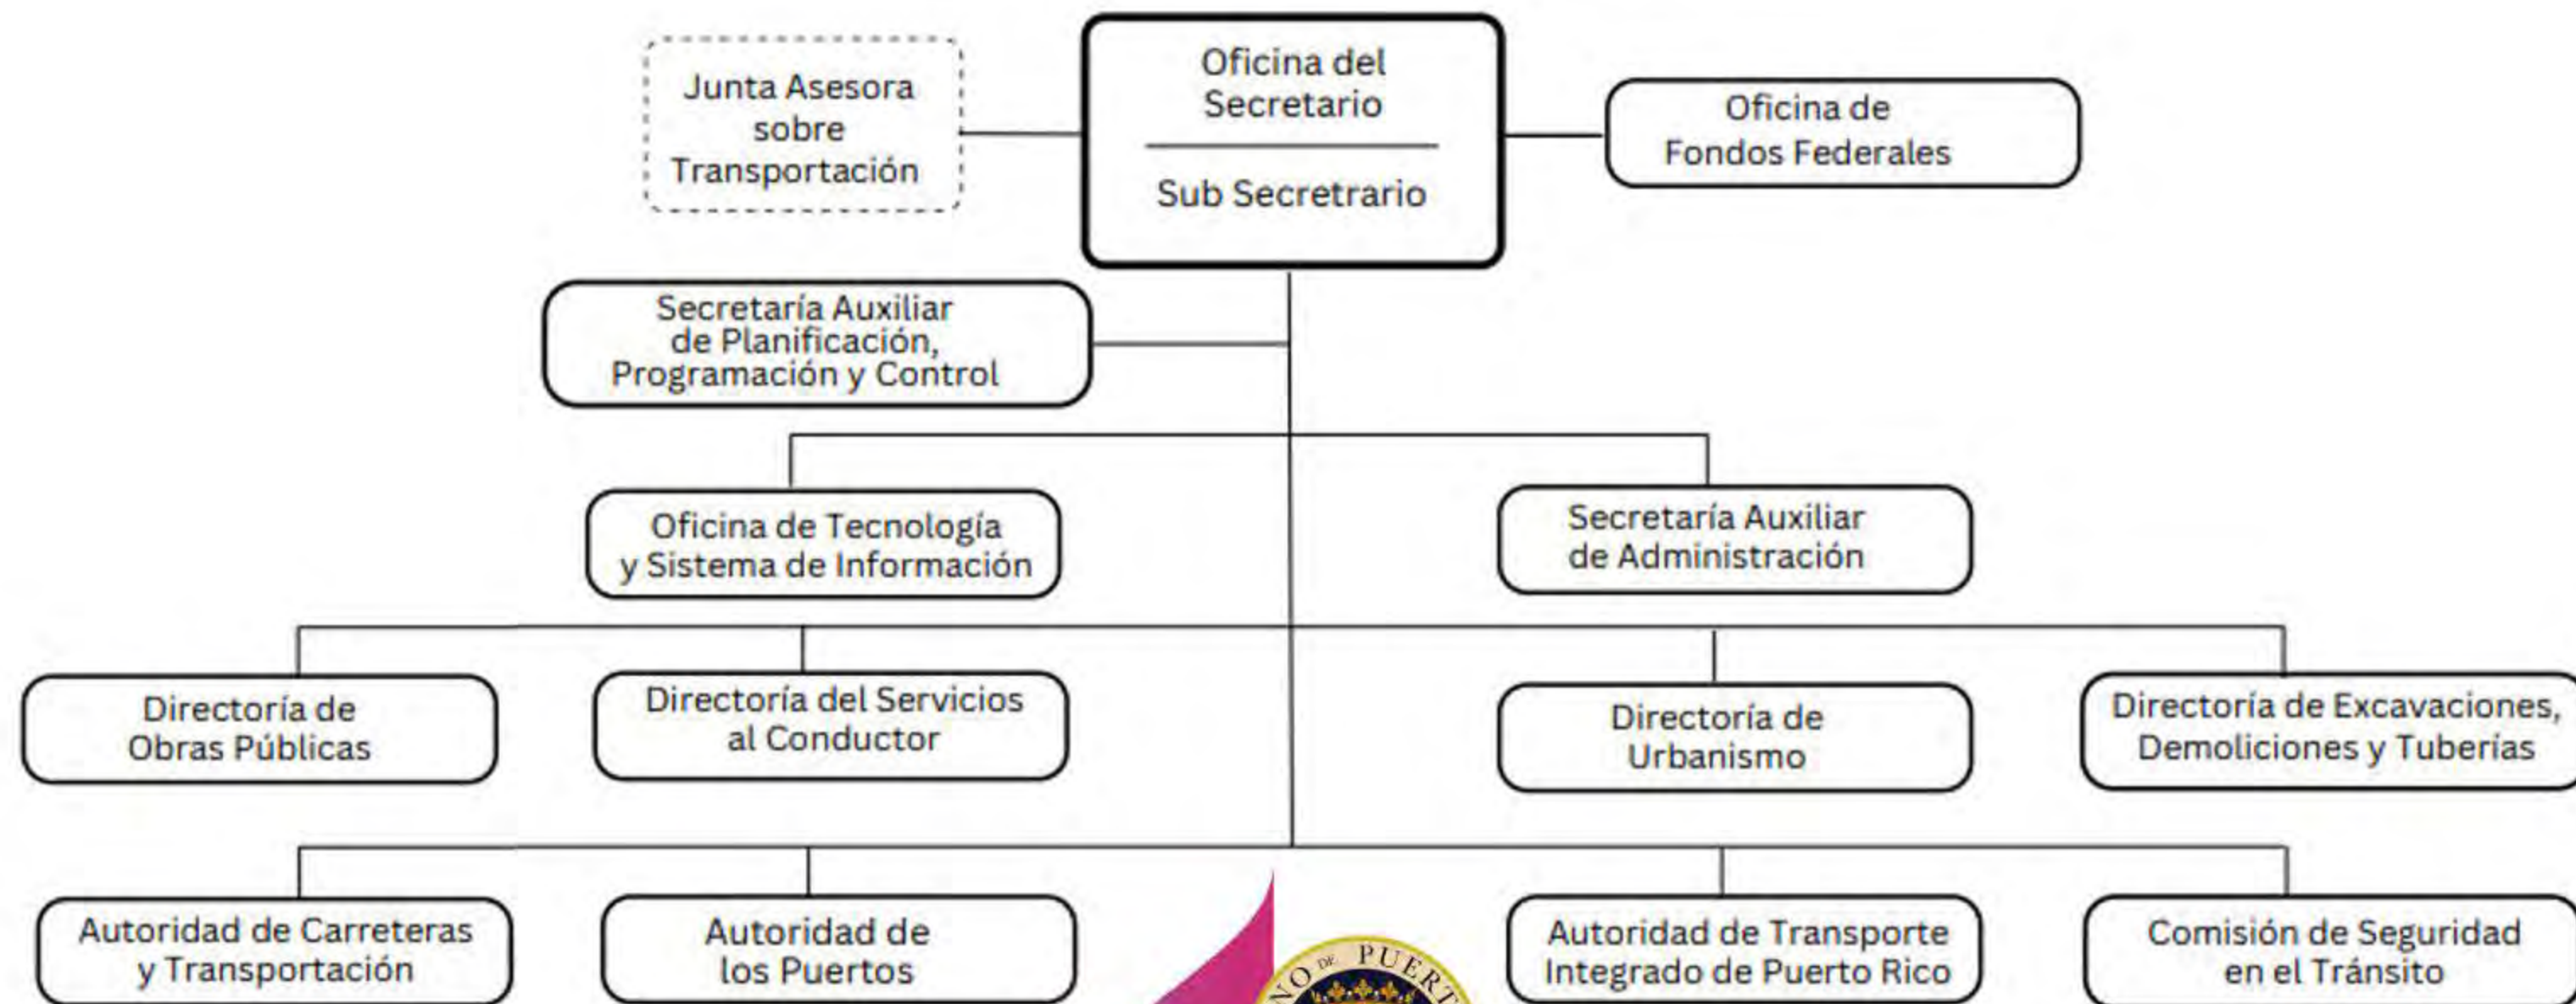 Junta Asesora
sobre
Transportación
Oficina del
Secretario
Sub Secretrario
Oficina de
Fondos Federales
Secretaría Auxiliar
de Planificación,
Programación y Control
Oficina de Tecnología
y Sistema de Información
Secretaría Auxiliar
de Administración
Directoría de
Obras Públicas
Directoría del Servicios
al Conductor
Directoría de
Urbanismo
Directoría de Excavaciones,
Demoliciones y Tuberías
Autoridad de Carreteras
y Transportación
Autoridad de
los Puertos
Autoridad de Transporte
Integrado de Puerto Rico
Comisión de Seguridad
en el Tránsito
DE